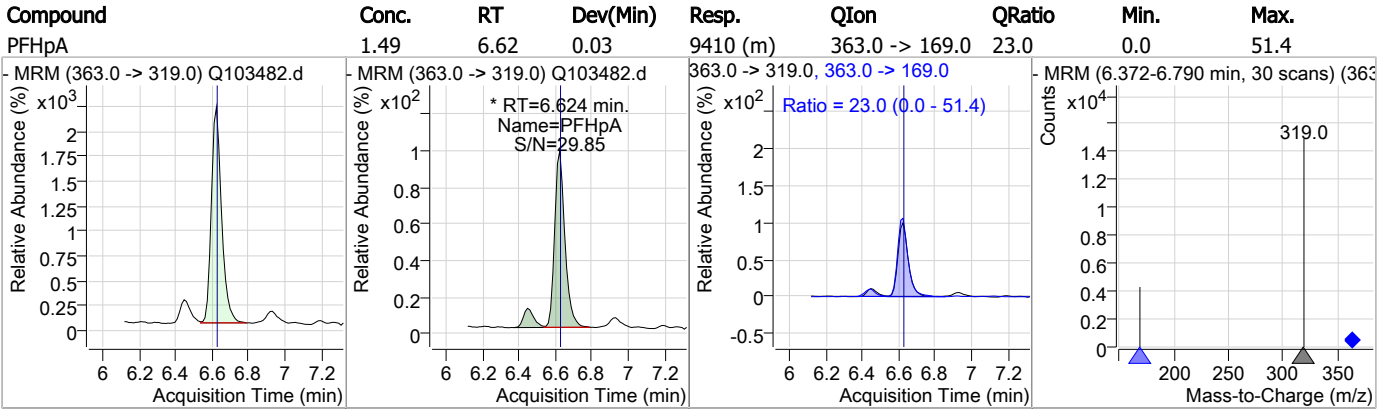 Compound Conc. RT Dev(Min) Resp. QIon QRatio Min. Max.
PFHpA 1.49 6.62 0.03 9410 (m) 363.0 -> 169.0 23.0 0.0 51.4
- MRM (363.0 -> 319.0) Q103482.d
Relative Abundance (%)
x10³
2
1.75
1.5
1.25
1
0.75
0.5
0.25
0
6 6.2 6.4 6.6 6.8 7 7.2
Acquisition Time (min)
- MRM (363.0 -> 319.0) Q103482.d
Relative Abundance (%)
x10²
* RT=6.624 min.
Name=PFHpA
S/N=29.85
1
0.8
0.6
0.4
0.2
0
6 6.2 6.4 6.6 6.8 7 7.2
Acquisition Time (min)
363.0 -> 319.0, 363.0 -> 169.0
Relative Abundance (%)
x10²
Ratio = 23.0 (0.0 - 51.4)
2
1.5
1
0.5
0
-0.5
6 6.2 6.4 6.6 6.8 7 7.2
Acquisition Time (min)
- MRM (6.372-6.790 min, 30 scans) (363
Counts
x10⁴
319.0
1.4
1.2
1
0.8
0.6
0.4
0.2
0
200 250 300 350
Mass-to-Charge (m/z)